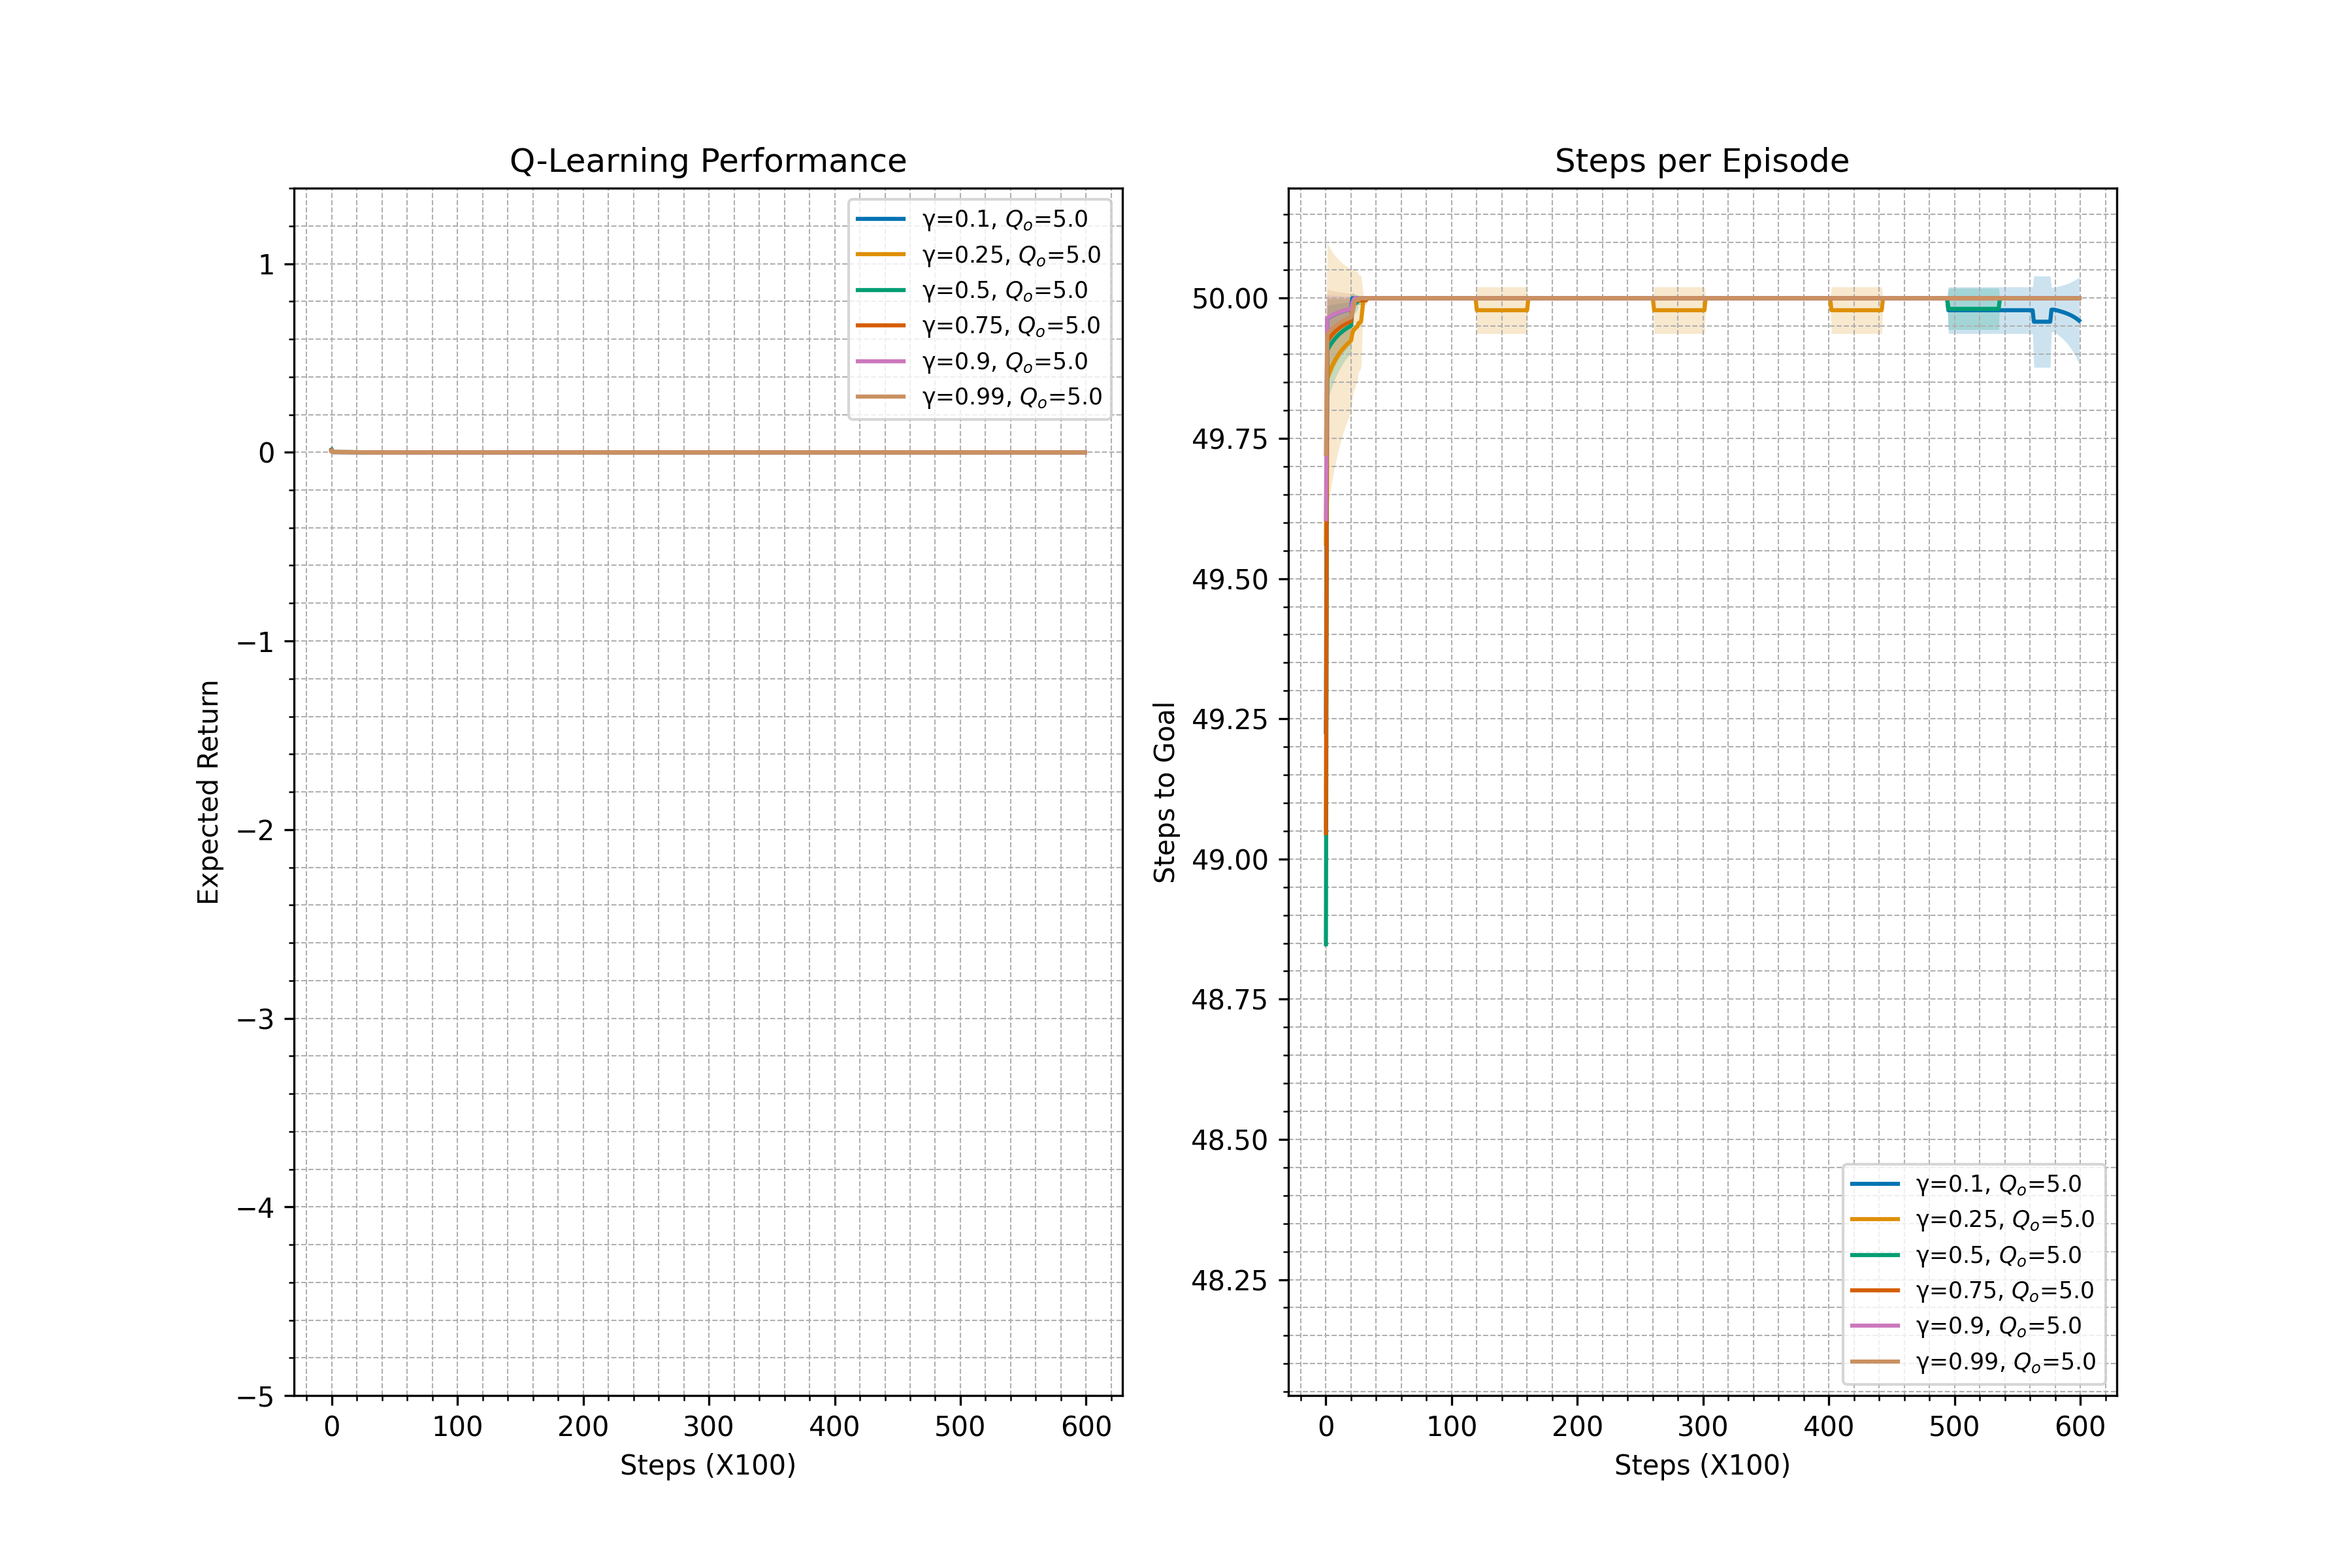 Q-Learning Performance
Expected Return
1
0
−1
−2
−3
−4
−5
γ=0.1, Qₒ=5.0
γ=0.25, Qₒ=5.0
γ=0.5, Qₒ=5.0
γ=0.75, Qₒ=5.0
γ=0.9, Qₒ=5.0
γ=0.99, Qₒ=5.0
0 100 200 300 400 500 600
Steps (X100)
Steps per Episode
Steps to Goal
50.00
49.75
49.50
49.25
49.00
48.75
48.50
48.25
γ=0.1, Qₒ=5.0
γ=0.25, Qₒ=5.0
γ=0.5, Qₒ=5.0
γ=0.75, Qₒ=5.0
γ=0.9, Qₒ=5.0
γ=0.99, Qₒ=5.0
0 100 200 300 400 500 600
Steps (X100)